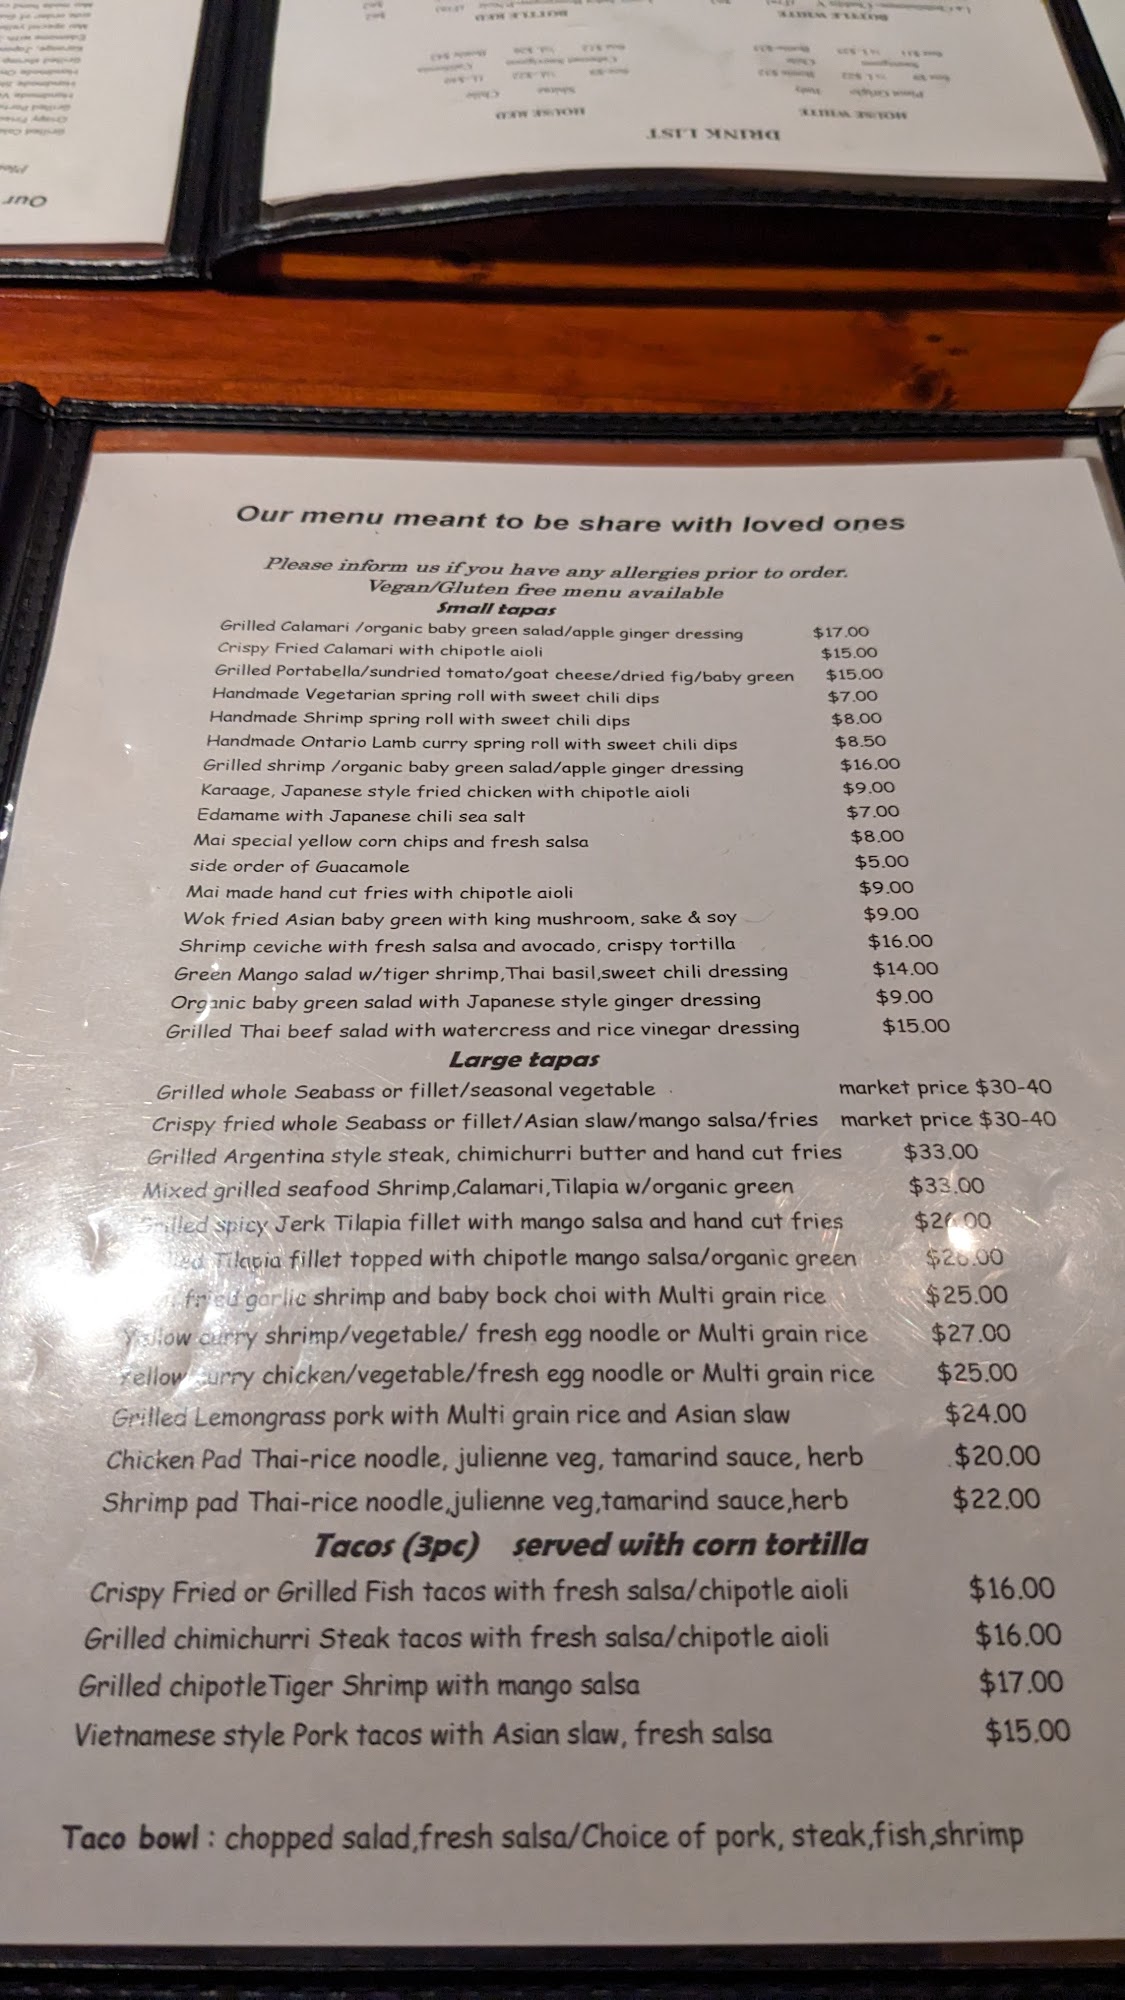 DRINK LIST
HOUSE WHITE
HOUSE RED
BOTTLE WHITE
BOTTLE RED
Our
Our menu meant to be share with loved ones
Please inform us if you have any allergies prior to order.
Vegan/Gluten free menu available
Small tapas
Grilled Calamari /organic baby green salad/apple ginger dressing $17.00
Crispy Fried Calamari with chipotle aioli $15.00
Grilled Portabella/sundried tomato/goat cheese/dried fig/baby green $15.00
Handmade Vegetarian spring roll with sweet chili dips $7.00
Handmade Shrimp spring roll with sweet chili dips $8.00
Handmade Ontario Lamb curry spring roll with sweet chili dips $8.50
Grilled shrimp /organic baby green salad/apple ginger dressing $16.00
Karaage, Japanese style fried chicken with chipotle aioli $9.00
Edamame with Japanese chili sea salt $7.00
Mai special yellow corn chips and fresh salsa $8.00
side order of Guacamole $5.00
Mai made hand cut fries with chipotle aioli $9.00
Wok fried Asian baby green with king mushroom, sake & soy $9.00
Shrimp ceviche with fresh salsa and avocado, crispy tortilla $16.00
Green Mango salad w/tiger shrimp,Thai basil,sweet chili dressing $14.00
Organic baby green salad with Japanese style ginger dressing $9.00
Grilled Thai beef salad with watercress and rice vinegar dressing $15.00
Large tapas
Grilled whole Seabass or fillet/seasonal vegetable market price $30-40
Crispy fried whole Seabass or fillet/Asian slaw/mango salsa/fries market price $30-40
Grilled Argentina style steak, chimichurri butter and hand cut fries $33.00
Mixed grilled seafood Shrimp,Calamari,Tilapia w/organic green $33.00
Grilled spicy Jerk Tilapia fillet with mango salsa and hand cut fries $26.00
Tilapia fillet topped with chipotle mango salsa/organic green $26.00
fried garlic shrimp and baby bock choi with Multi grain rice $25.00
Yellow curry shrimp/vegetable/ fresh egg noodle or Multi grain rice $27.00
Yellow curry chicken/vegetable/fresh egg noodle or Multi grain rice $25.00
Grilled Lemongrass pork with Multi grain rice and Asian slaw $24.00
Chicken Pad Thai-rice noodle, julienne veg, tamarind sauce, herb $20.00
Shrimp pad Thai-rice noodle,julienne veg,tamarind sauce,herb $22.00
Tacos (3pc) served with corn tortilla
Crispy Fried or Grilled Fish tacos with fresh salsa/chipotle aioli $16.00
Grilled chimichurri Steak tacos with fresh salsa/chipotle aioli $16.00
Grilled chipotleTiger Shrimp with mango salsa $17.00
Vietnamese style Pork tacos with Asian slaw, fresh salsa $15.00
Taco bowl : chopped salad,fresh salsa/Choice of pork, steak,fish,shrimp